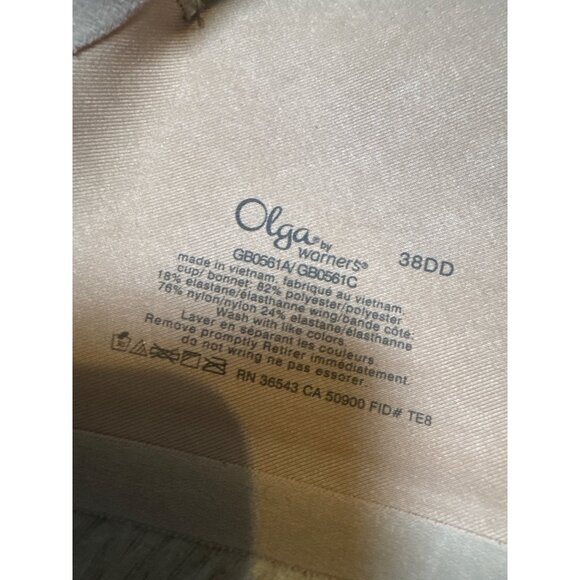 Olga® by warner's® 38DD
GB0561A/GB0561C
made in vietnam. fabriqué au vietnam.
cup/ bonnet: 82% polyester/polyester
18% elastane/élasthanne wing/bande côté.
76% nylon/nylon 24% elastane/élasthanne
Wash with like colors.
Laver en séparant les couleurs.
Remove promptly Retirer immédiatement.
do not wring ne pas essorer.
RN 36543 CA 50900 FID# TE8